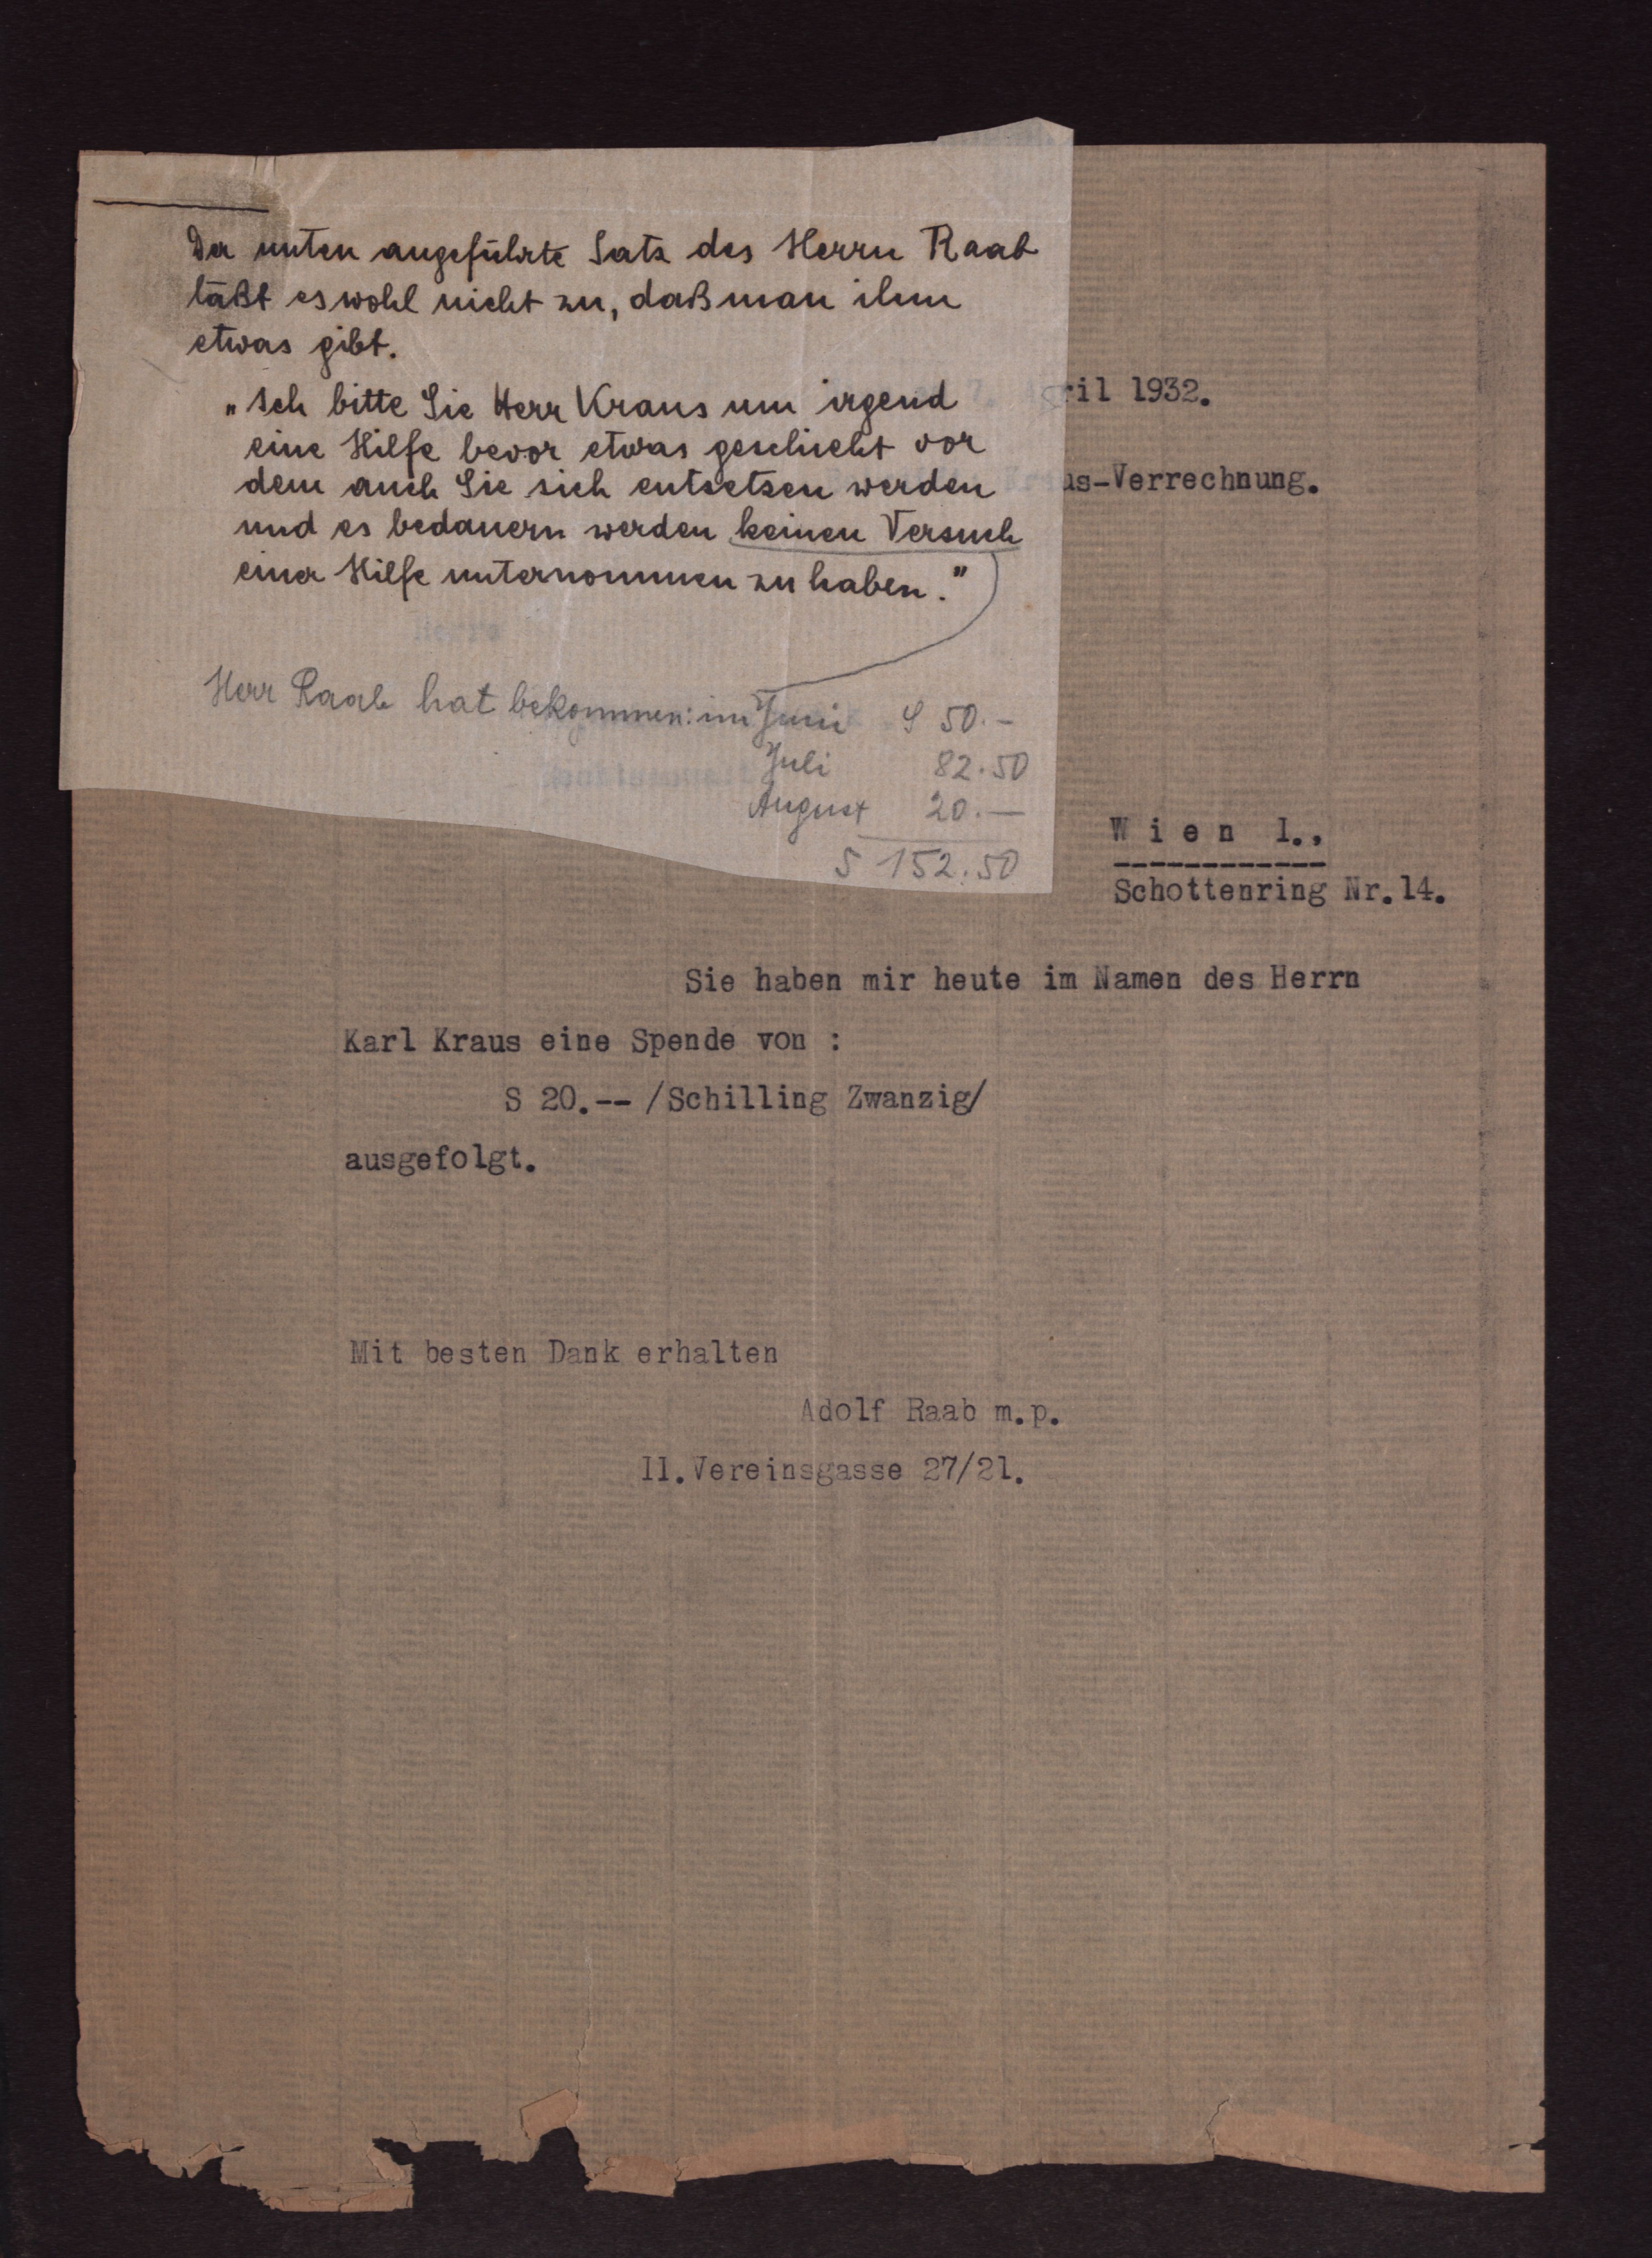 Der unten angeführte Satz des Herrn Raab
läßt es wohl nicht zu, daß man ihm
etwas gibt.
„Ich bitte Sie Herr Kraus um irgend
eine Hilfe bevor etwas geschieht vor
dem auch Sie sich entsetzen werden
und es bedauern werden keinen Versuch
einer Hilfe unternommen zu haben."
Herr Raab hat bekommen: im Juni S 50.-
Juli 82.50
August 20.—
S 152.50
7. April 1932.
Kraus-Verrechnung.
Herrn
Rechtsanwalt
Wien 1.,
Schottenring Nr.14.
Sie haben mir heute im Namen des Herrn
Karl Kraus eine Spende von :
S 20.-- /Schilling Zwanzig/
ausgefolgt.
Mit besten Dank erhalten
Adolf Raab m.p.
II.Vereinsgasse 27/21.